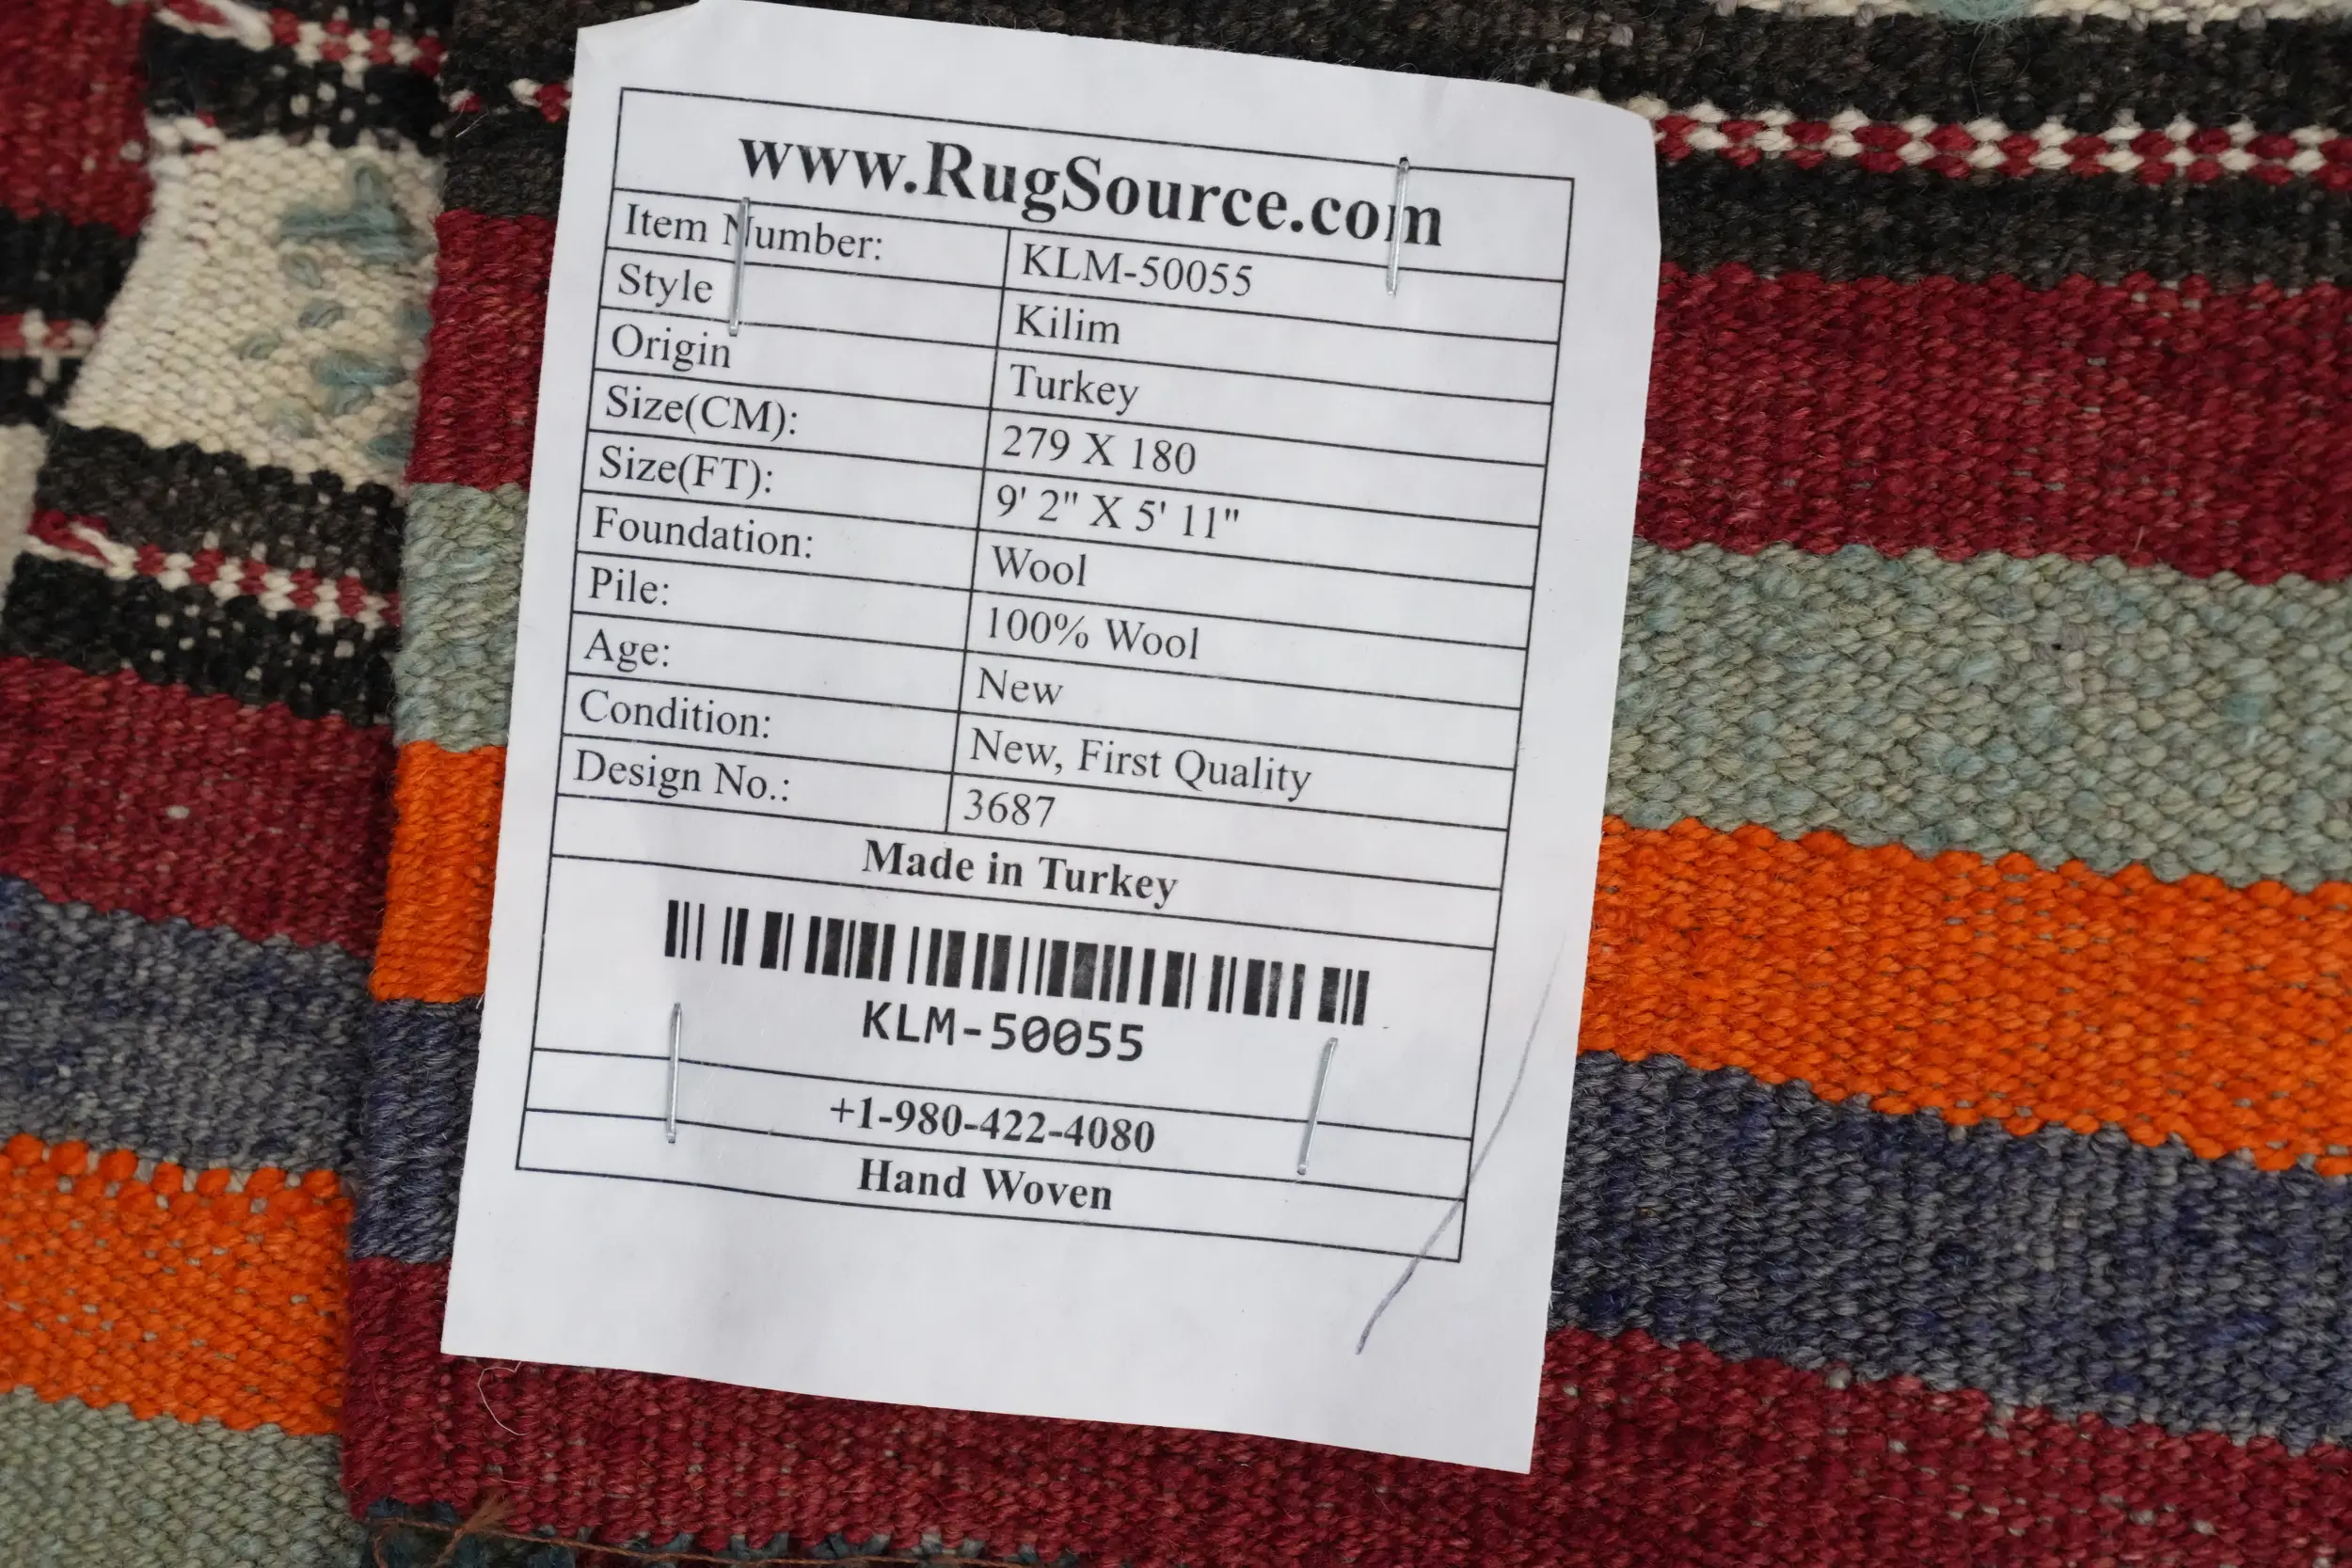 www.RugSource.com
Item Number: KLM-50055
Style Kilim
Origin Turkey
Size(CM): 279 X 180
Size(FT): 9' 2" X 5' 11"
Foundation: Wool
Pile: 100% Wool
Age: New
Condition: New, First Quality
Design No.: 3687
Made in Turkey
KLM-50055
+1-980-422-4080
Hand Woven